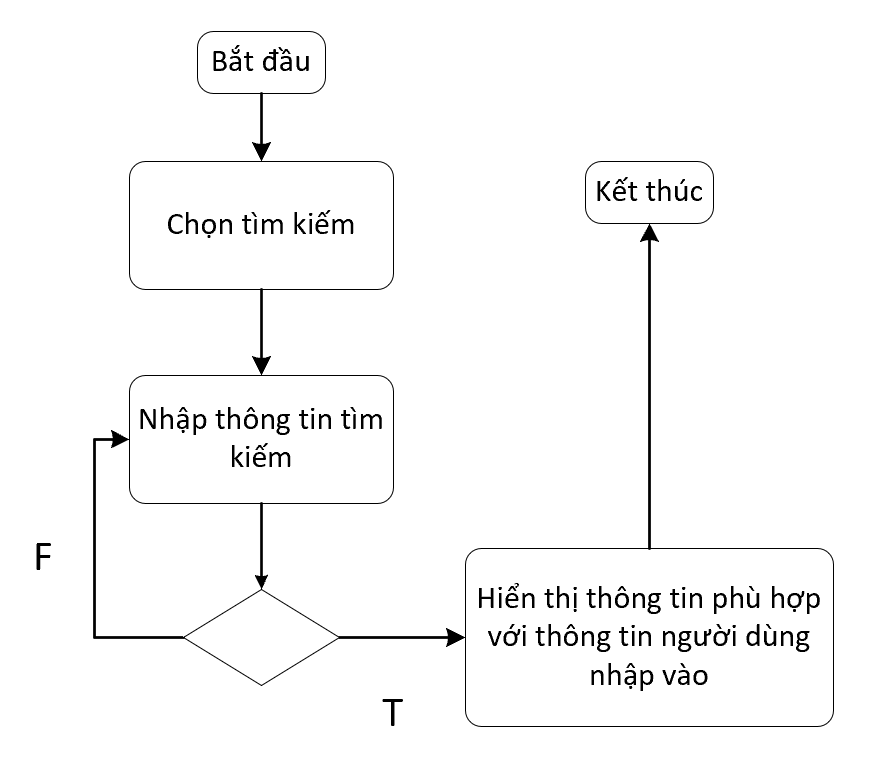 Bắt đầu
Chọn tìm kiếm
Nhập thông tin tìm
kiếm
F
T
Hiển thị thông tin phù hợp
với thông tin người dùng
nhập vào
Kết thúc